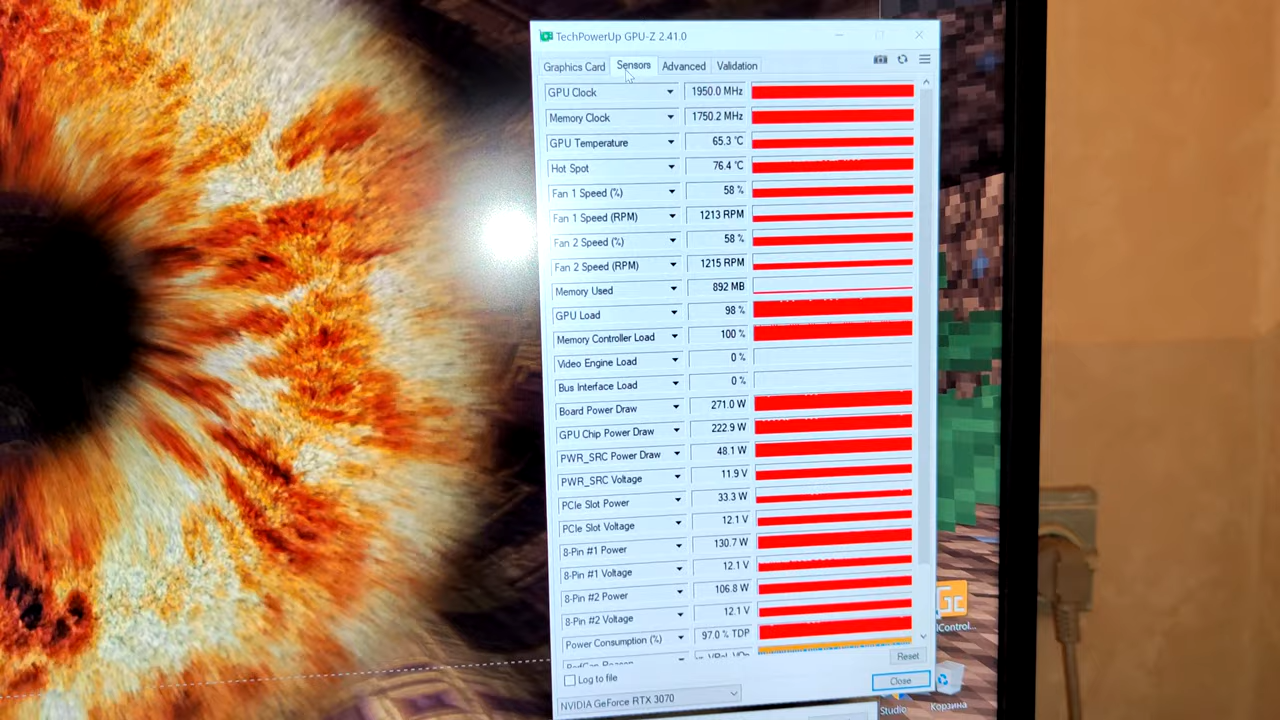 TechPowerUp GPU-Z 2.41.0
Graphics Card Sensors Advanced Validation
GPU Clock 1950.0 MHz
Memory Clock 1750.2 MHz
GPU Temperature 65.3 °C
Hot Spot 76.4 °C
Fan 1 Speed (%) 58 %
Fan 1 Speed (RPM) 1213 RPM
Fan 2 Speed (%) 58 %
Fan 2 Speed (RPM) 1215 RPM
Memory Used 892 MB
GPU Load 98 %
Memory Controller Load 100 %
Video Engine Load 0 %
Bus Interface Load 0 %
Board Power Draw 271.0 W
GPU Chip Power Draw 222.9 W
PWR_SRC Power Draw 48.1 W
PWR_SRC Voltage 11.9 V
PCIe Slot Power 33.3 W
PCIe Slot Voltage 12.1 V
8-Pin #1 Power 130.7 W
8-Pin #1 Voltage 12.1 V
8-Pin #2 Power 106.8 W
8-Pin #2 Voltage 12.1 V
Power Consumption (%) 97.0 % TDP
Reset
Log to file
Close
NVIDIA GeForce RTX 3070
GC
lControl...
Studio
Корзина